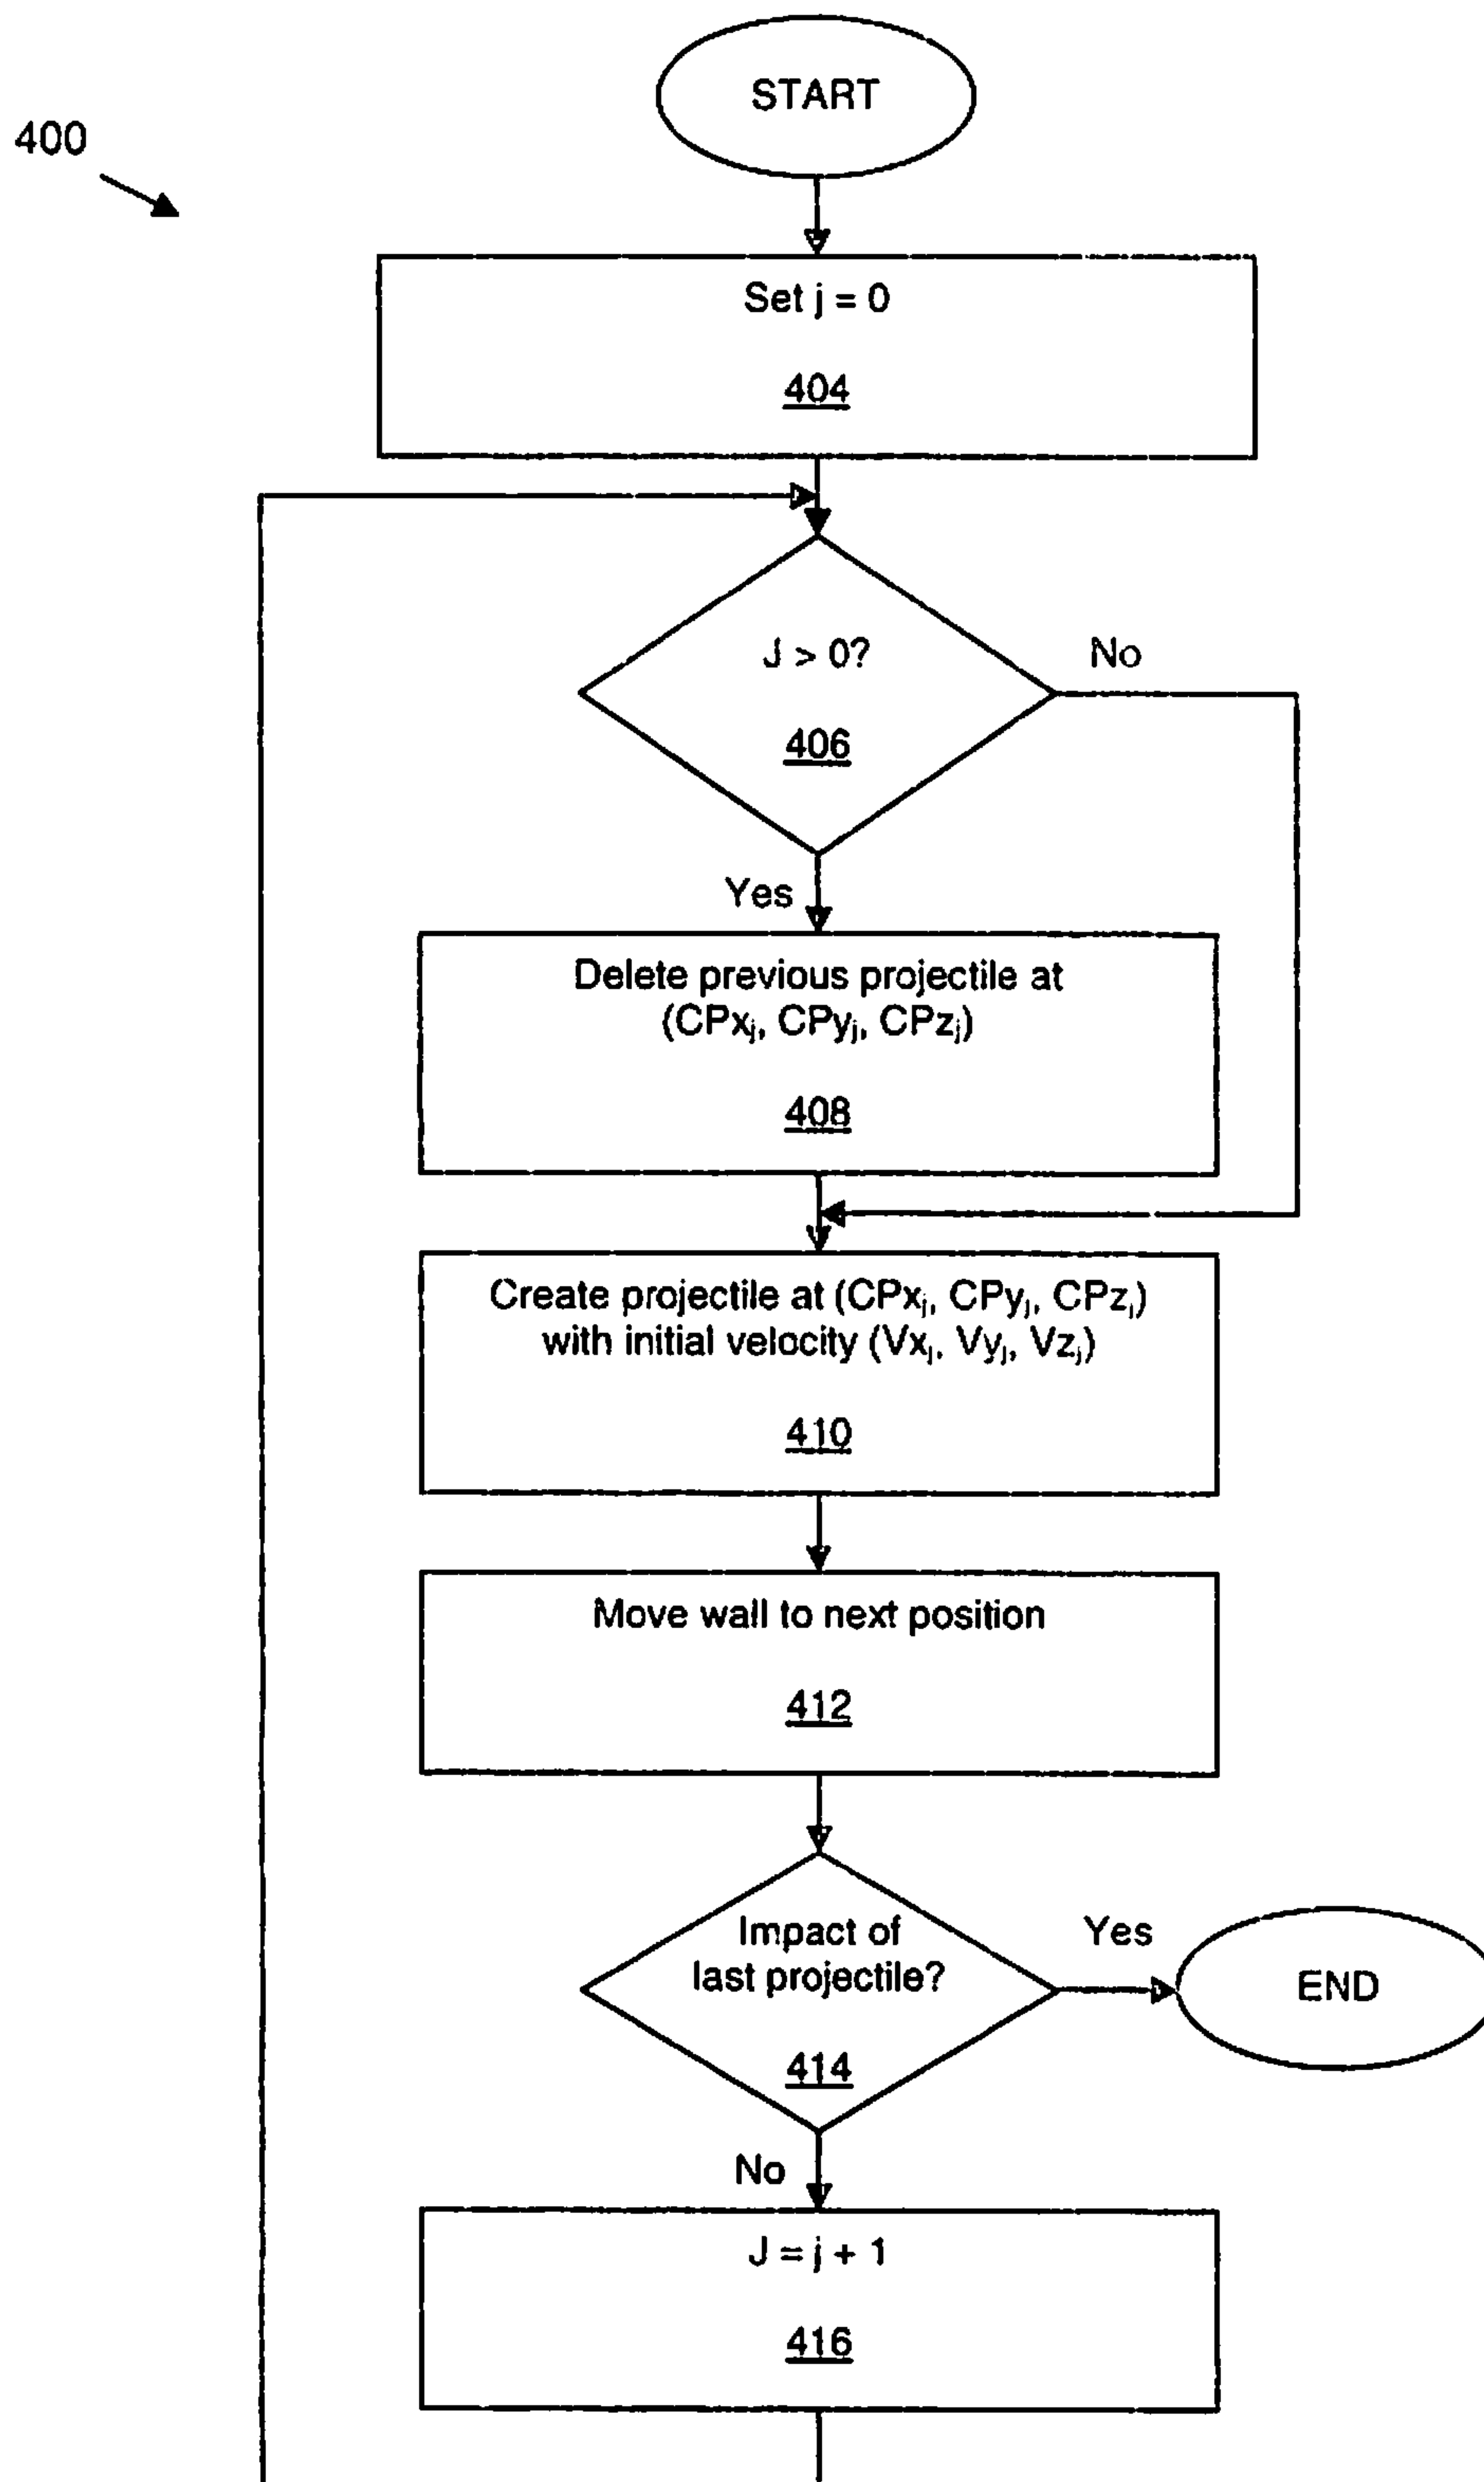 START
400
Set j = 0
404
J > 0?
No
406
Yes
Delete previous projectile at
(CPxⱼ, CPyⱼ, CPzⱼ)
408
Create projectile at (CPxⱼ, CPyⱼ, CPzⱼ)
with initial velocity (Vxⱼ, Vyⱼ, Vzⱼ)
410
Move wall to next position
412
Impact of
last projectile?
Yes
END
414
No
J = j + 1
416